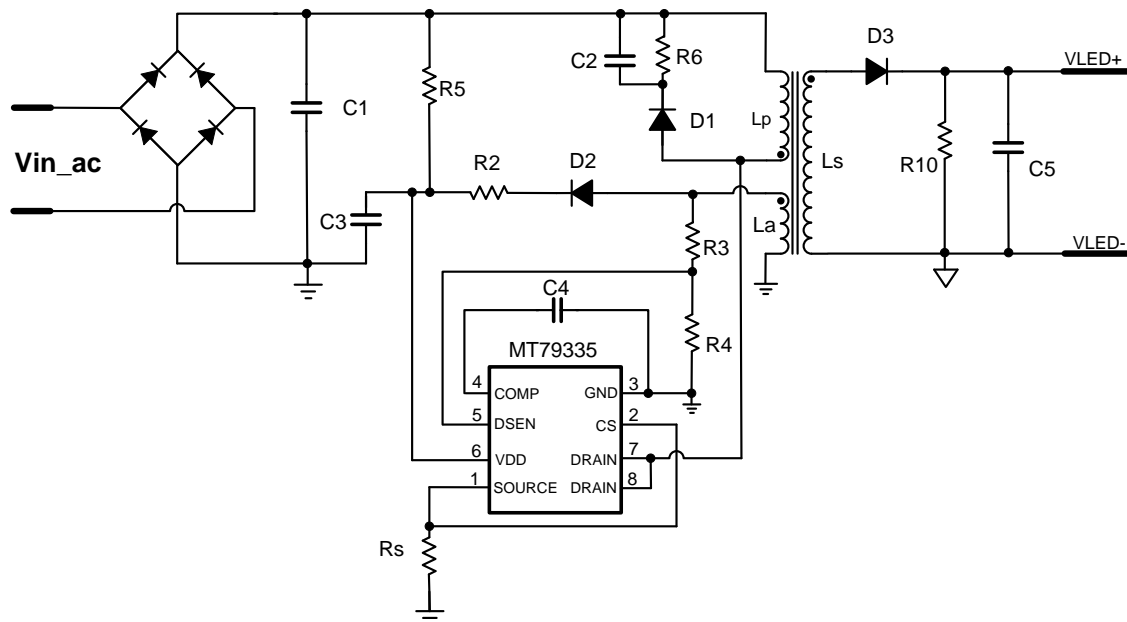 D3
VLED+
C2
R6
R5
C1
D1
Lp
Ls
R10
C5
Vin_ac
R2
D2
C3
La
R3
VLED-
C4
R4
MT79335
4
COMP
GND
3
5
DSEN
CS
2
6
VDD
DRAIN
7
1
SOURCE
DRAIN
8
Rs